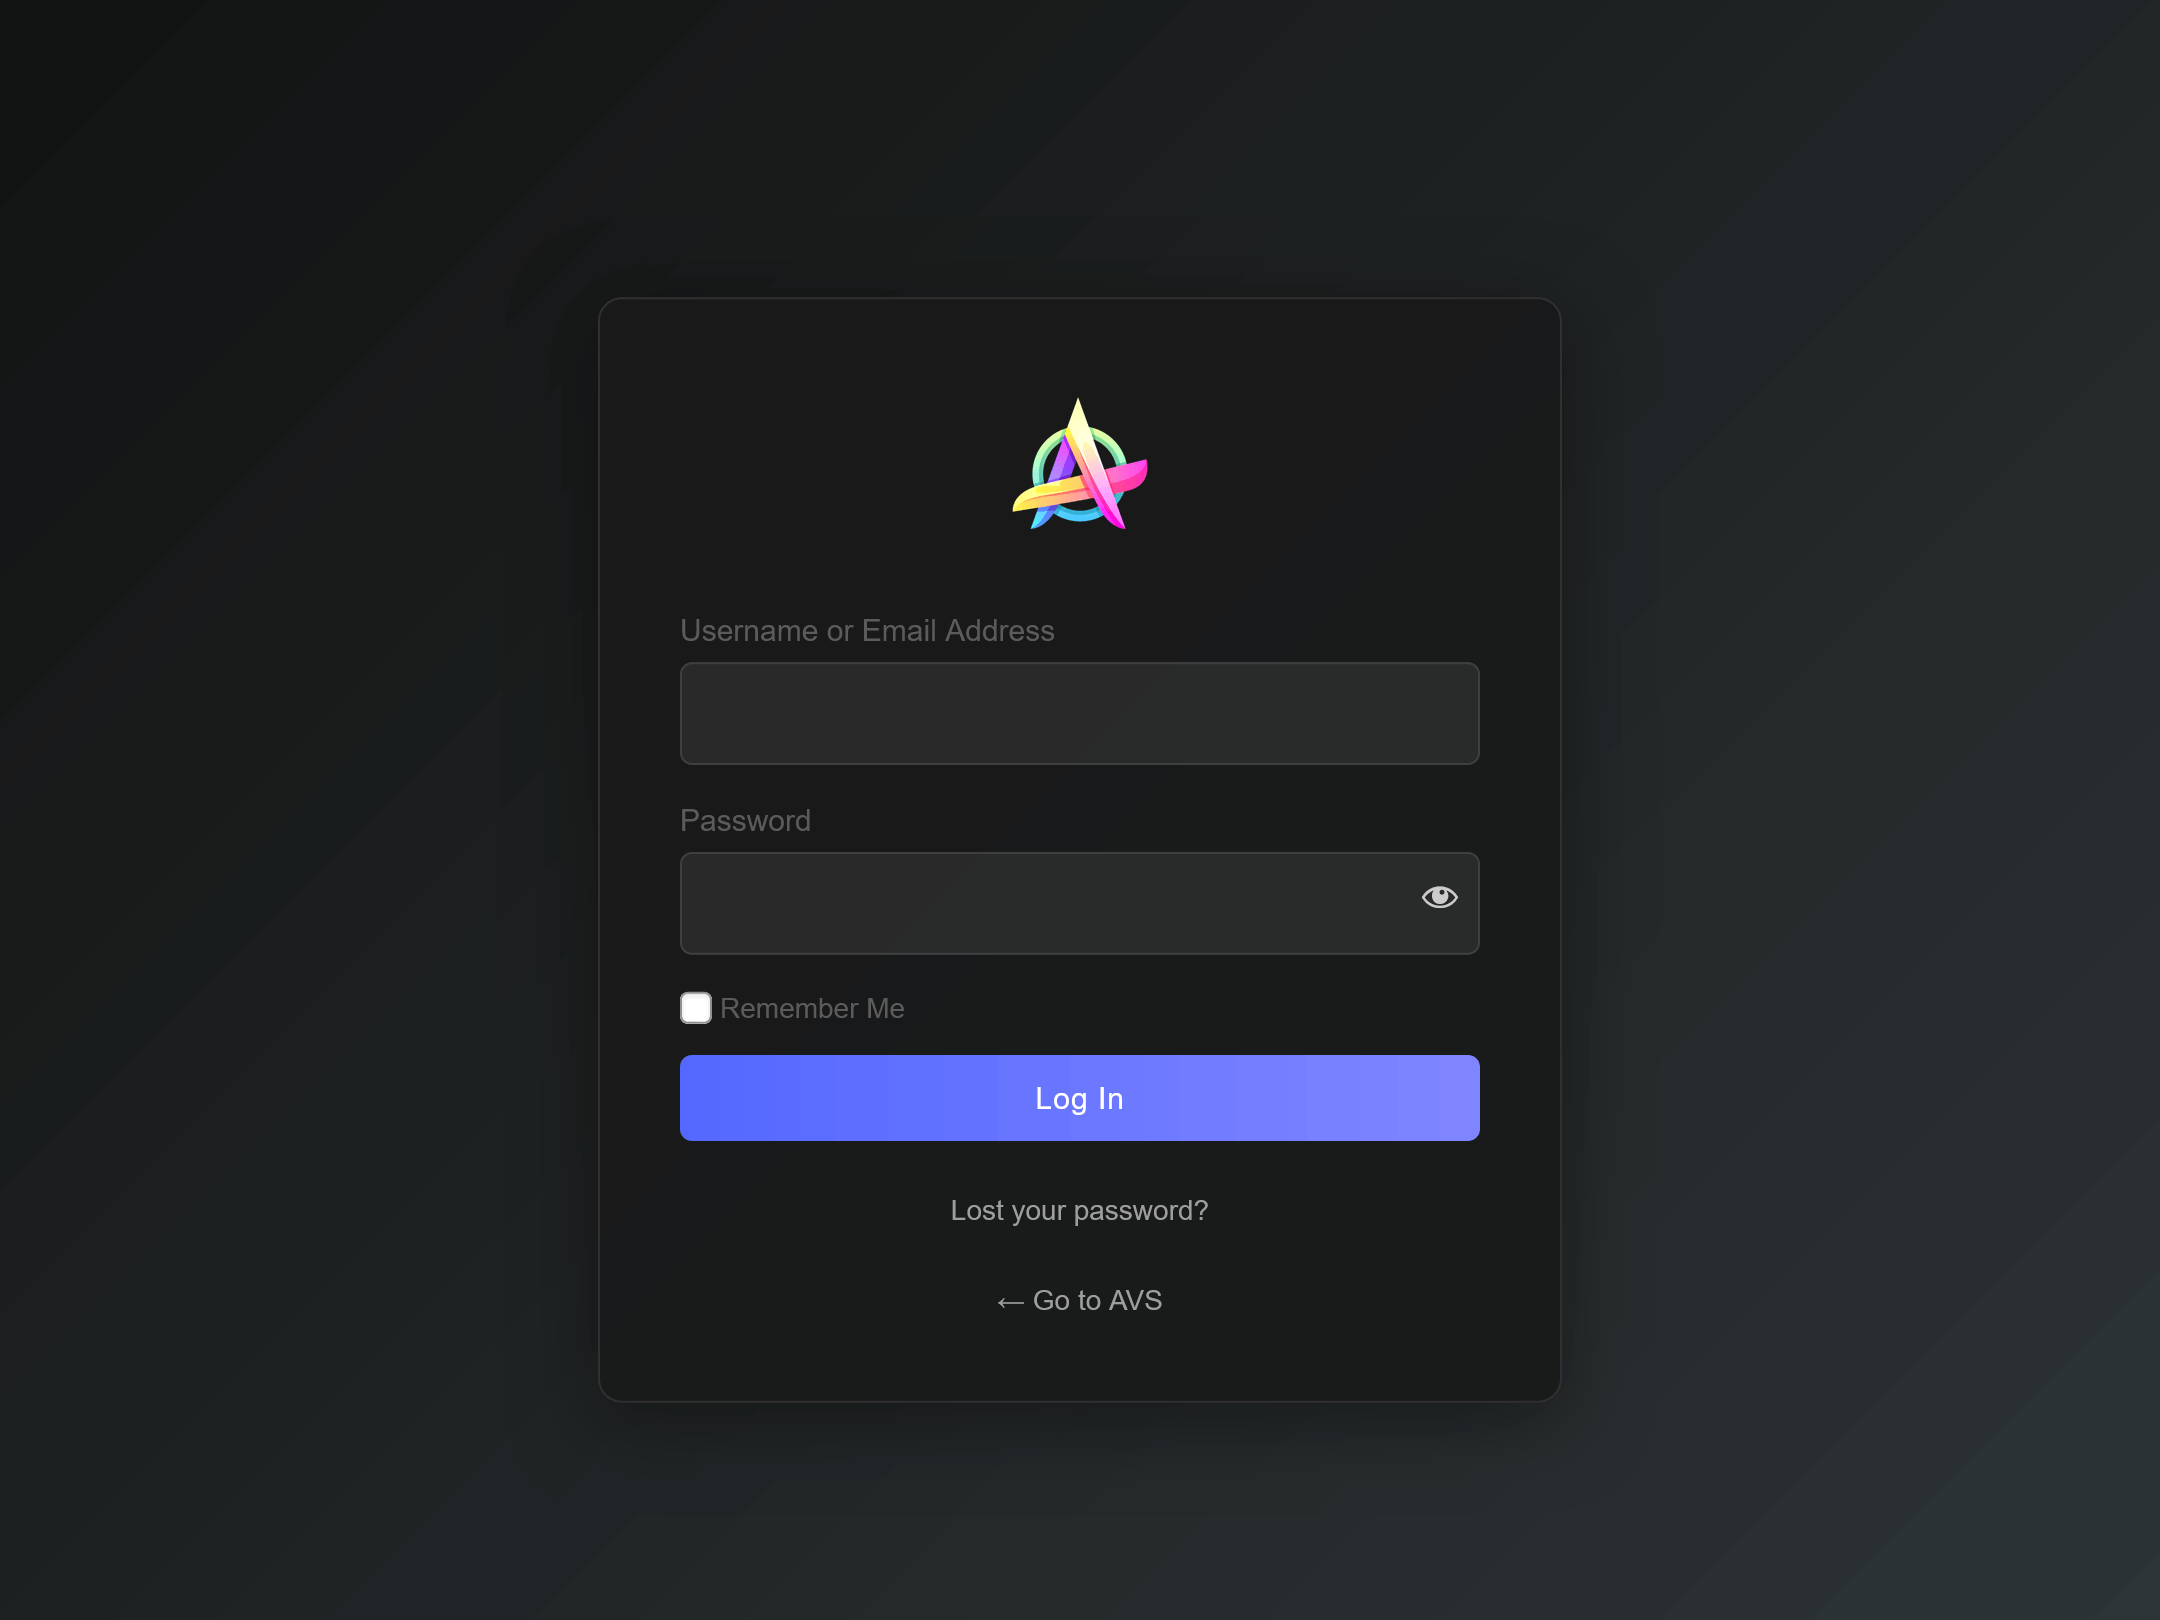 Username or Email Address
Password
Remember Me
Log In
Lost your password?
← Go to AVS